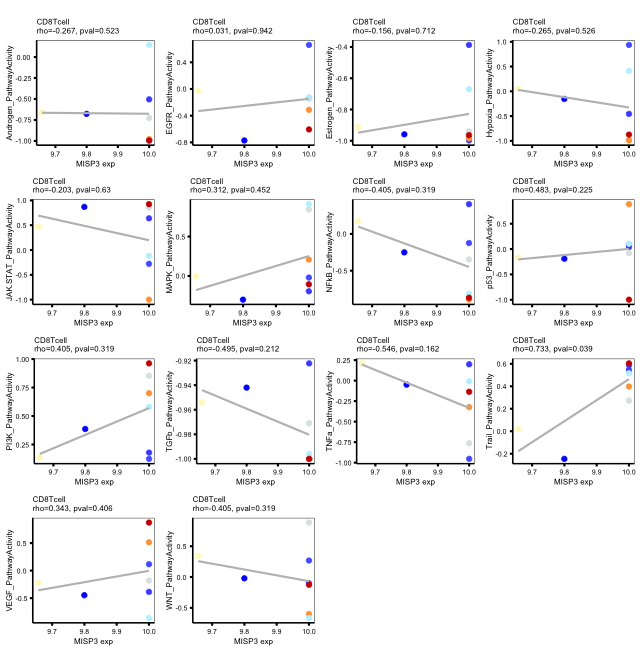 CD8Tcell
rho=-0.267, pval=0.523
Androgen_PathwayActivity
0.00
-0.50
-1.00
9.7
9.8
9.9
10.0
MISP3 exp
CD8Tcell
rho=0.031, pval=0.942
EGFR_PathwayActivity
0.4
0.0
-0.4
-0.8
9.7
9.8
9.9
10.0
MISP3 exp
CD8Tcell
rho=-0.156, pval=0.712
Estrogen_PathwayActivity
-0.4
-0.6
-0.8
-1.0
9.7
9.8
9.9
10.0
MISP3 exp
CD8Tcell
rho=-0.265, pval=0.526
Hypoxia_PathwayActivity
1.0
0.5
0.0
-0.5
-1.0
9.7
9.8
9.9
10.0
MISP3 exp
CD8Tcell
rho=-0.203, pval=0.63
JAK.STAT_PathwayActivity
1.0
0.5
0.0
-0.5
-1.0
9.7
9.8
9.9
10.0
MISP3 exp
CD8Tcell
rho=0.312, pval=0.452
MAPK_PathwayActivity
0.5
0.0
9.7
9.8
9.9
10.0
MISP3 exp
CD8Tcell
rho=-0.405, pval=0.319
NFkB_PathwayActivity
0.0
-0.5
9.7
9.8
9.9
10.0
MISP3 exp
CD8Tcell
rho=0.483, pval=0.225
p53_PathwayActivity
0.5
0.0
-0.5
-1.0
9.7
9.8
9.9
10.0
MISP3 exp
CD8Tcell
rho=0.405, pval=0.319
PI3K_PathwayActivity
1.00
0.75
0.50
0.25
9.7
9.8
9.9
10.0
MISP3 exp
CD8Tcell
rho=-0.495, pval=0.212
TGFb_PathwayActivity
-0.92
-0.94
-0.96
-0.98
-1.00
9.7
9.8
9.9
10.0
MISP3 exp
CD8Tcell
rho=-0.546, pval=0.162
TNFa_PathwayActivity
0.25
0.00
-0.25
-0.50
-0.75
-1.00
9.7
9.8
9.9
10.0
MISP3 exp
CD8Tcell
rho=0.733, pval=0.039
Trail_PathwayActivity
0.6
0.4
0.2
0.0
-0.2
9.7
9.8
9.9
10.0
MISP3 exp
CD8Tcell
rho=0.343, pval=0.406
VEGF_PathwayActivity
0.5
0.0
-0.5
9.7
9.8
9.9
10.0
MISP3 exp
CD8Tcell
rho=-0.405, pval=0.319
WNT_PathwayActivity
0.5
0.0
-0.5
9.7
9.8
9.9
10.0
MISP3 exp